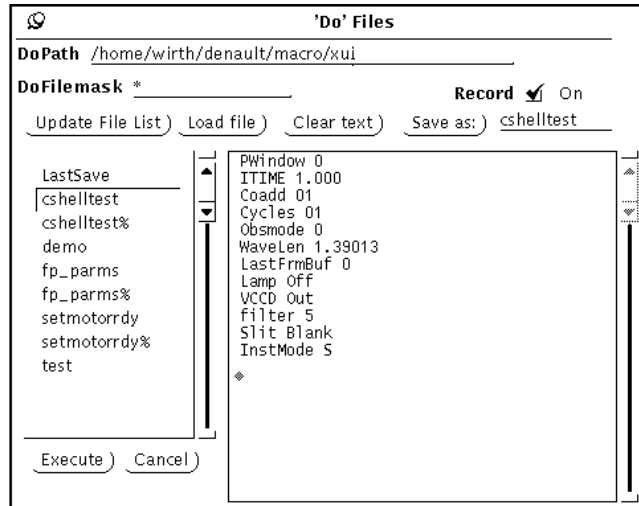 'Do' Files
DoPath /home/wirth/denault/macro/xui
DoFilemask *
Record On
Update File List Load file Clear text Save as: cshelltest
LastSave
cshelltest
cshelltest%
demo
fp_parms
fp_parms%
setmotorrdy
setmotorrdy%
test
PWindow 0
ITIME 1.000
Coadd 01
Cycles 01
Obsmode 0
WaveLen 1.39013
LastFrmBuf 0
Lamp Off
VCCD Out
filter 5
Slit Blank
InstMode S
Execute Cancel